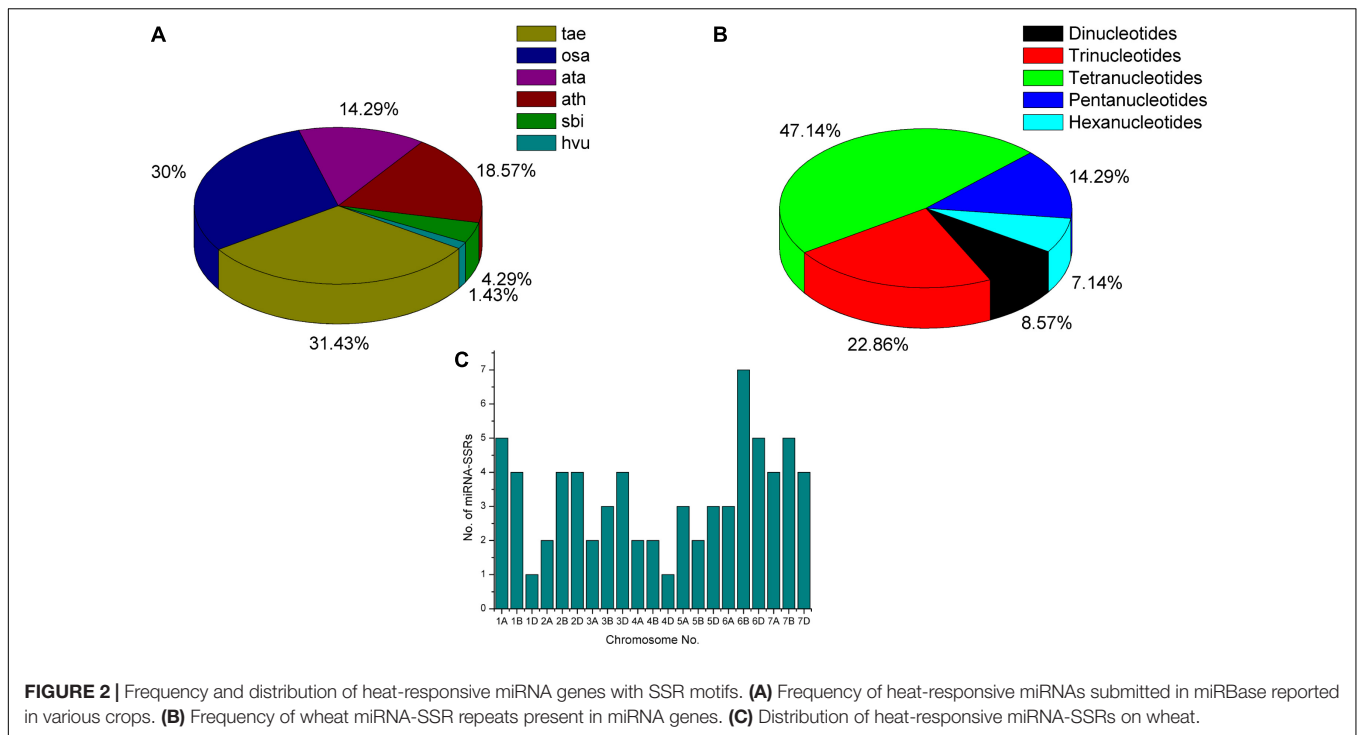 A
tae
osa
ata
ath
sbi
hvu
14.29%
30%
18.57%
4.29%
1.43%
31.43%
B
Dinucleotides
Trinucleotides
Tetranucleotides
Pentanucleotides
Hexanucleotides
47.14%
14.29%
7.14%
8.57%
22.86%
C
No. of miRNA-SSRs
7
6
5
4
3
2
1
0
1A 1B 1D 2A 2B 2D 3A 3B 3D 4A 4B 4D 5A 5B 5D 6A 6B 6D 7A 7B 7D
Chromosome No.
FIGURE 2 | Frequency and distribution of heat-responsive miRNA genes with SSR motifs. (A) Frequency of heat-responsive miRNAs submitted in miRBase reported
in various crops. (B) Frequency of wheat miRNA-SSR repeats present in miRNA genes. (C) Distribution of heat-responsive miRNA-SSRs on wheat.